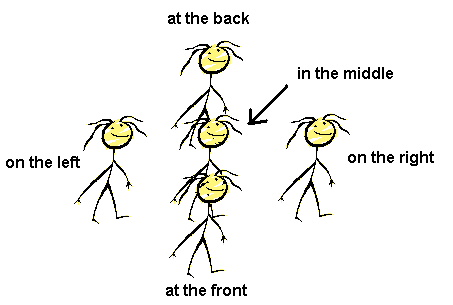 at the back
in the middle
on the left
on the right
at the front